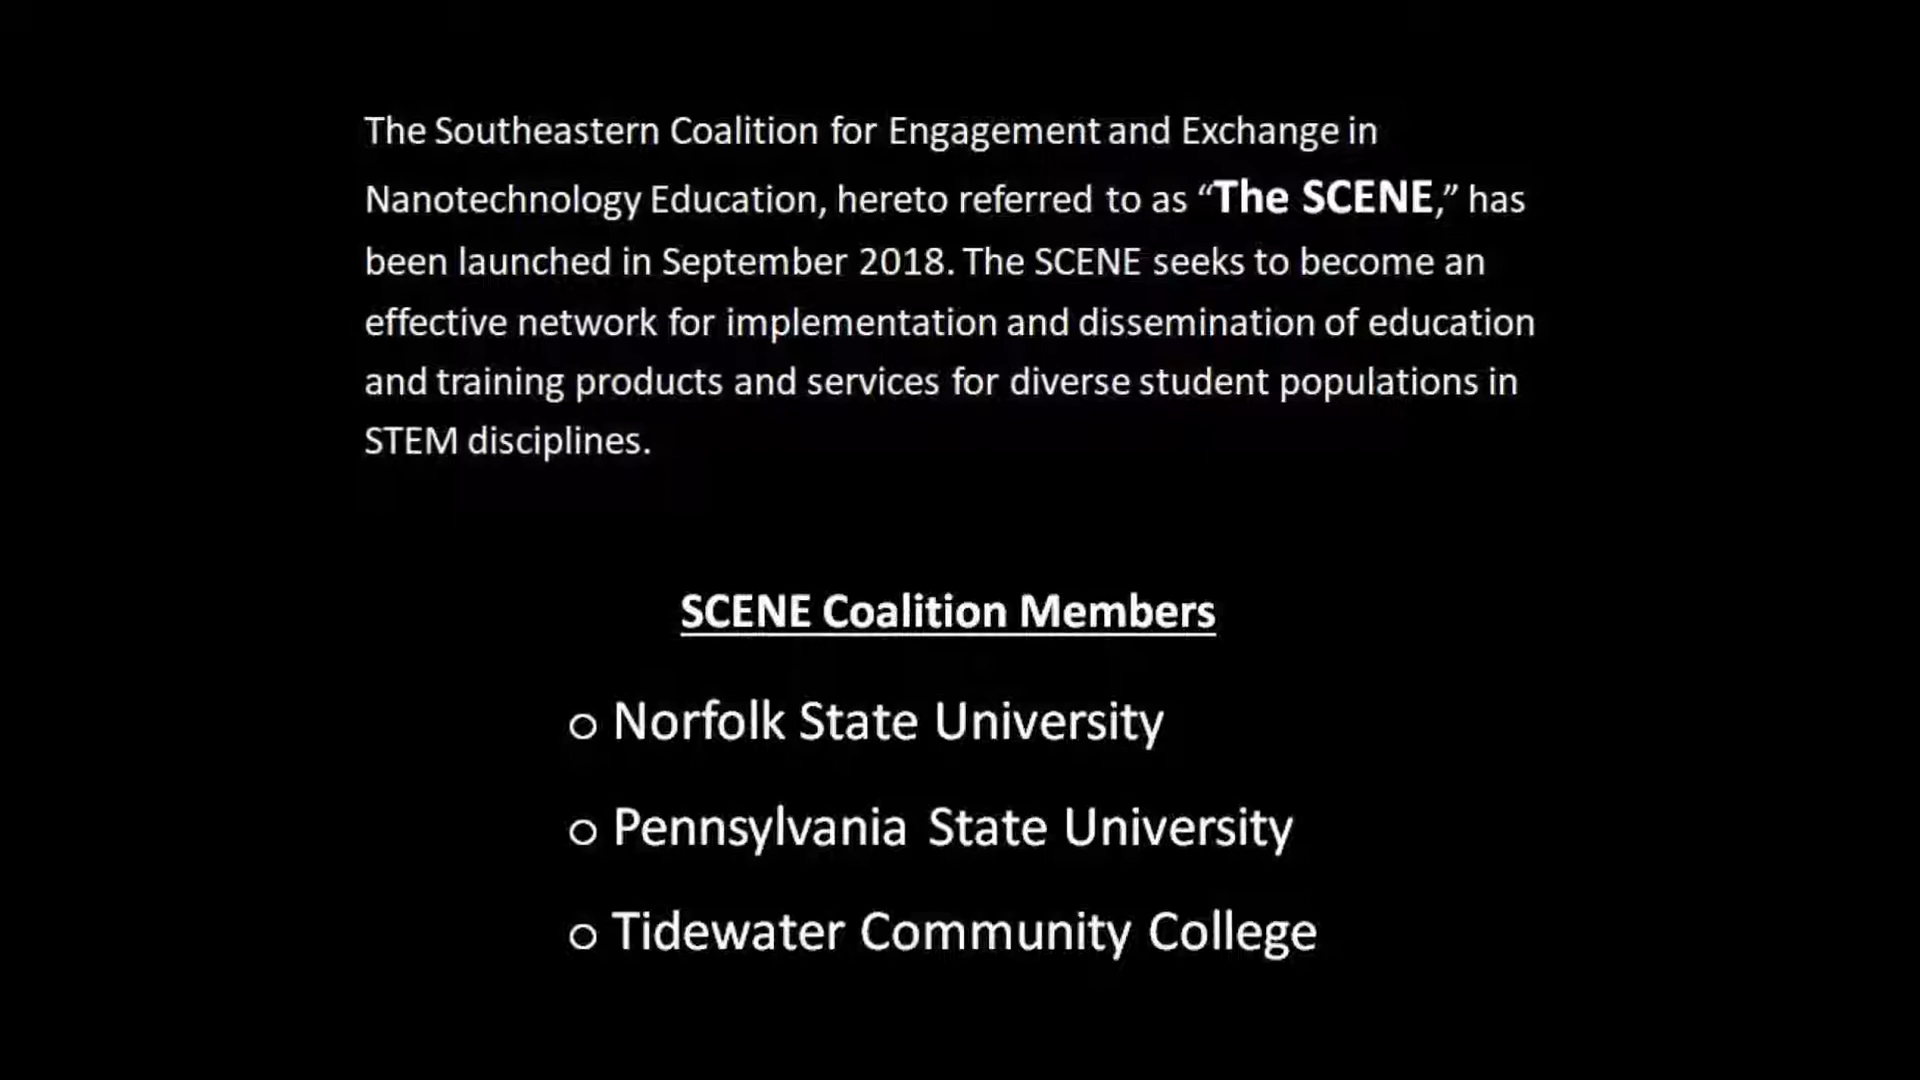 The Southeastern Coalition for Engagement and Exchange in
Nanotechnology Education, hereto referred to as “The SCENE,” has
been launched in September 2018. The SCENE seeks to become an
effective network for implementation and dissemination of education
and training products and services for diverse student populations in
STEM disciplines.
SCENE Coalition Members
o Norfolk State University
o Pennsylvania State University
o Tidewater Community College